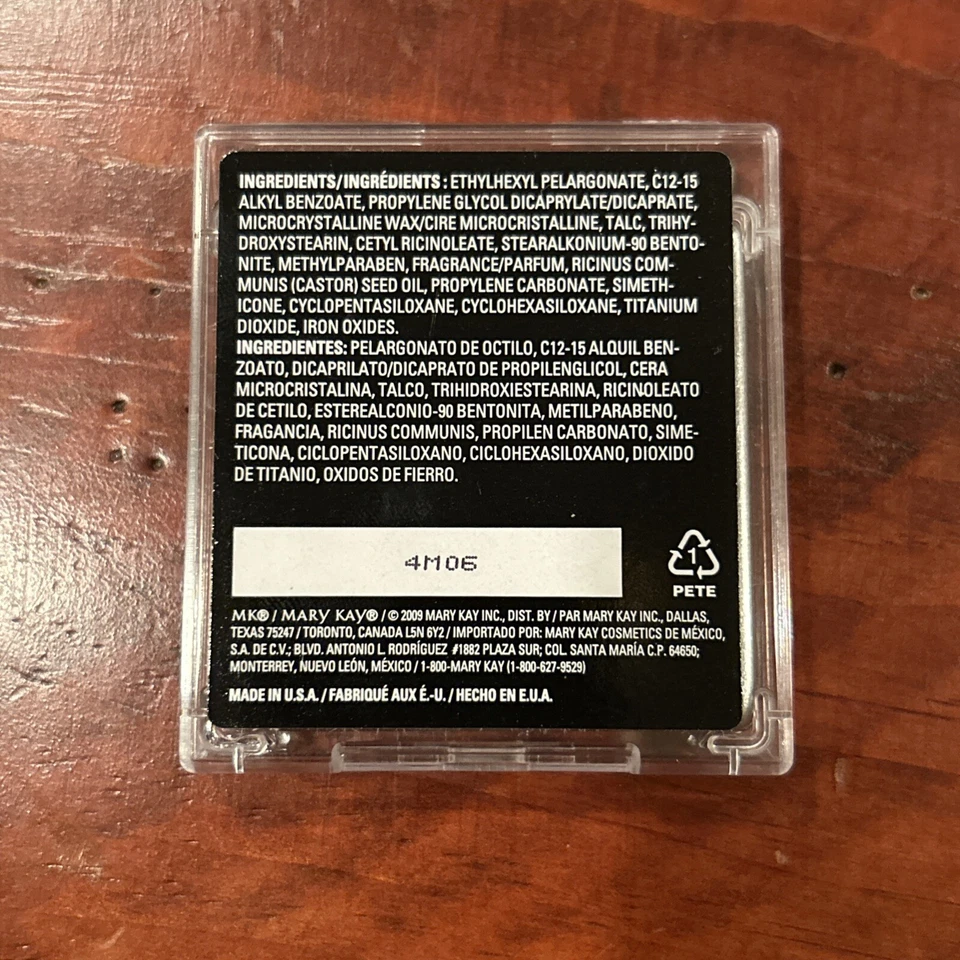 INGREDIENTS/INGRÉDIENTS : ETHYLHEXYL PELARGONATE, C12-15
ALKYL BENZOATE, PROPYLENE GLYCOL DICAPRYLATE/DICAPRATE,
MICROCRYSTALLINE WAX/CIRE MICROCRISTALLINE, TALC, TRIHY-
DROXYSTEARIN, CETYL RICINOLEATE, STEARALKONIUM-90 BENTO-
NITE, METHYLPARABEN, FRAGRANCE/PARFUM, RICINUS COM-
MUNIS (CASTOR) SEED OIL, PROPYLENE CARBONATE, SIMETH-
ICONE, CYCLOPENTASILOXANE, CYCLOHEXASILOXANE, TITANIUM
DIOXIDE, IRON OXIDES.
INGREDIENTES: PELARGONATO DE OCTILO, C12-15 ALQUIL BEN-
ZOATO, DICAPRILATO/DICAPRATO DE PROPILENGLICOL, CERA
MICROCRISTALINA, TALCO, TRIHIDROXIESTEARINA, RICINOLEATO
DE CETILO, ESTEREALCONIO-90 BENTONITA, METILPARABENO,
FRAGANCIA, RICINUS COMMUNIS, PROPILEN CARBONATO, SIME-
TICONA, CICLOPENTASILOXANO, CICLOHEXASILOXANO, DIOXIDO
DE TITANIO, OXIDOS DE FIERRO.
4M06
1
PETE
MK® / MARY KAY® / © 2009 MARY KAY INC., DIST. BY / PAR MARY KAY INC., DALLAS,
TEXAS 75247 / TORONTO, CANADA L5N 6Y2 / IMPORTADO POR: MARY KAY COSMETICS DE MÉXICO,
S.A. DE C.V.; BLVD. ANTONIO L. RODRÍGUEZ #1882 PLAZA SUR; COL. SANTA MARÍA C.P. 64650;
MONTERREY, NUEVO LEÓN, MÉXICO / 1-800-MARY KAY (1-800-627-9529)
MADE IN U.S.A. / FABRIQUÉ AUX É.-U. / HECHO EN E.U.A.